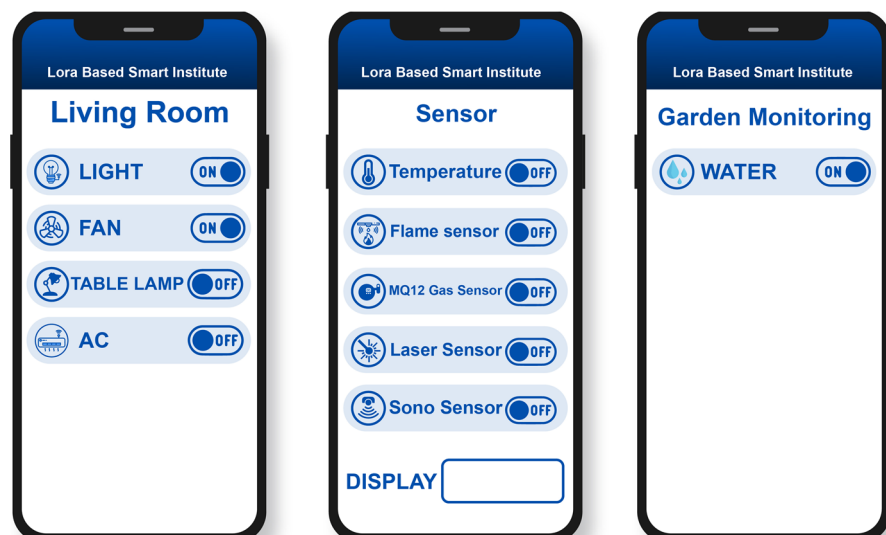 Lora Based Smart Institute
Living Room
LIGHT ON
FAN ON
TABLE LAMP OFF
AC OFF
Lora Based Smart Institute
Sensor
Temperature OFF
Flame sensor OFF
MQ12 Gas Sensor OFF
Laser Sensor OFF
Sono Sensor OFF
DISPLAY
Lora Based Smart Institute
Garden Monitoring
WATER ON